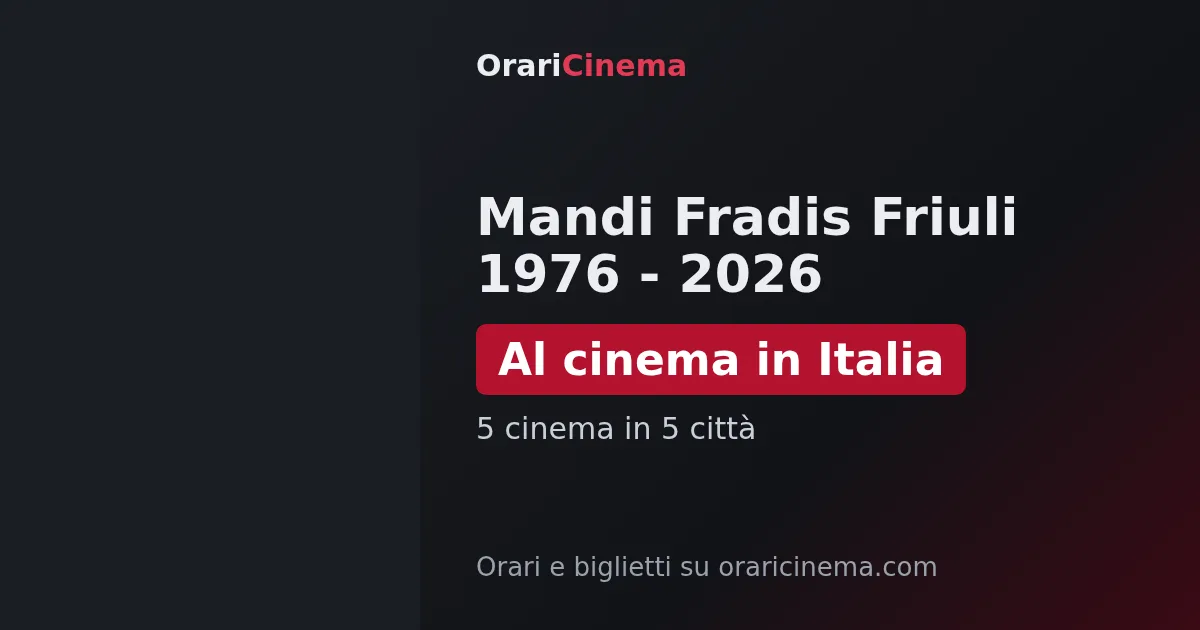 OrariCinema
Mandi Fradis Friuli
1976 - 2026
Al cinema in Italia
5 cinema in 5 città
Orari e biglietti su oraricinema.com